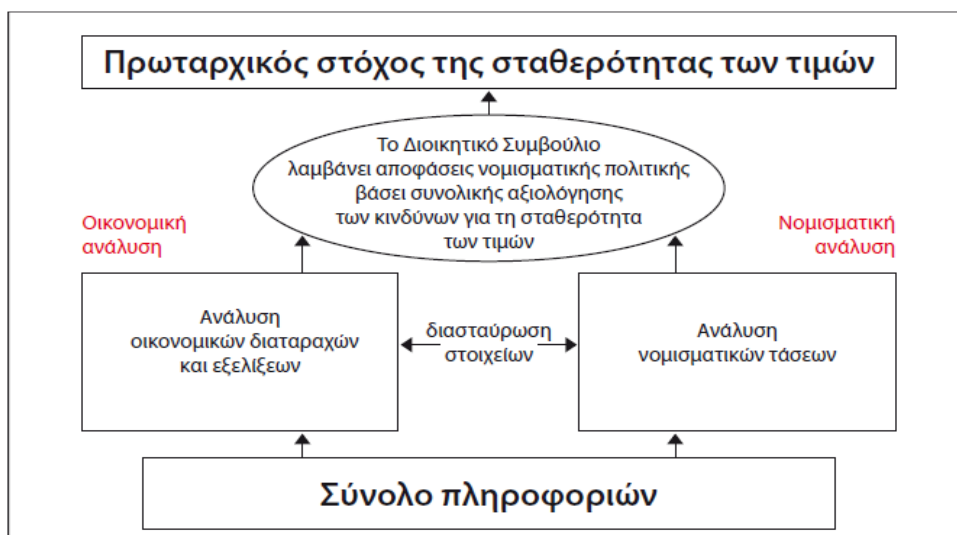 Πρωταρχικός στόχος της σταθερότητας των τιμών
Το Διοικητικό Συμβούλιο
λαμβάνει αποφάσεις νομισματικής πολιτικής
βάσει συνολικής αξιολόγησης
των κινδύνων για τη σταθερότητα
των τιμών
Οικονομική
ανάλυση
Νομισματική
ανάλυση
Ανάλυση
οικονομικών διαταραχών
και εξελίξεων
διασταύρωση
στοιχείων
Ανάλυση
νομισματικών τάσεων
Σύνολο πληροφοριών